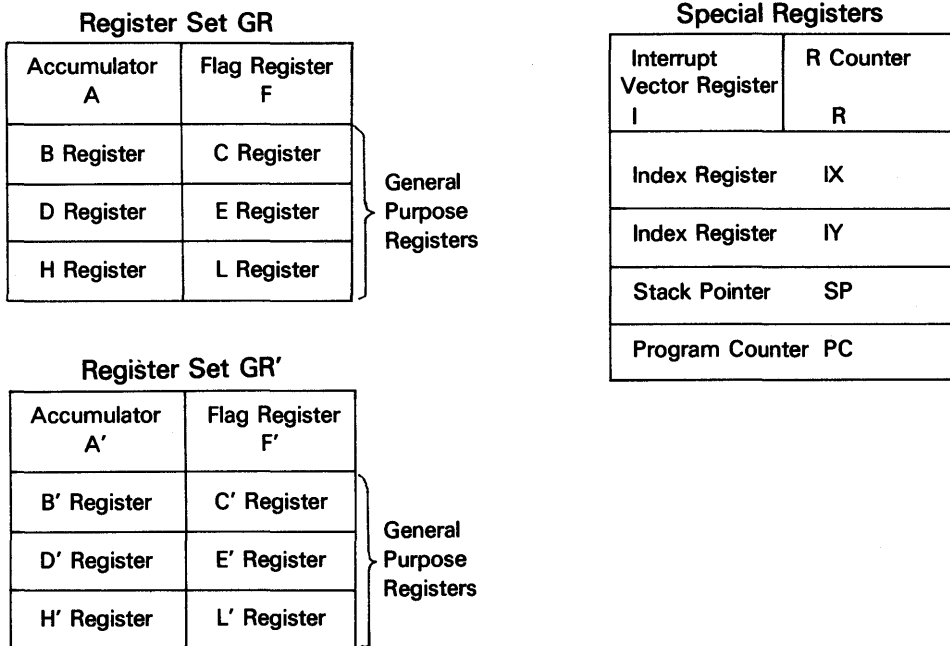 Register Set GR
Accumulator
A
Flag Register
F
B Register
C Register
D Register
E Register
H Register
L Register
General
Purpose
Registers
Register Set GR'
Accumulator
A'
Flag Register
F'
B' Register
C' Register
D' Register
E' Register
H' Register
L' Register
General
Purpose
Registers
Special Registers
Interrupt
Vector Register
I
R Counter
R
Index Register IX
Index Register IY
Stack Pointer SP
Program Counter PC